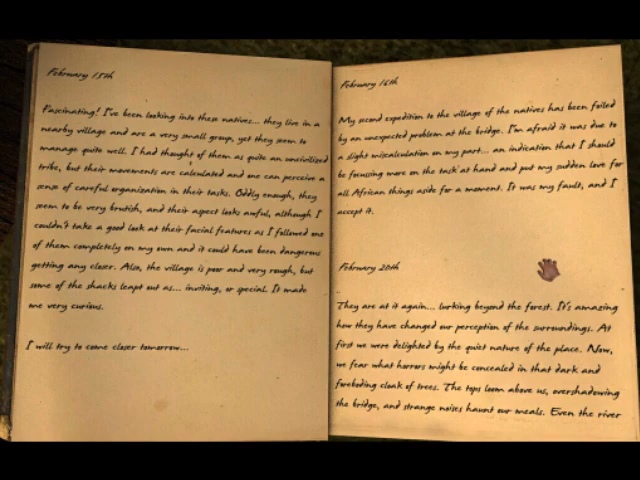 February 15th
Fascinating! I've been looking into these natives... they live in a
nearby village and are a very small group, yet they seem to
manage quite well. I had thought of them as quite an uncivilized
tribe, but their movements are calculated and one can perceive a
sense of careful organization in their tasks. Oddly enough, they
seem to be very brutish, and their aspect looks awful, although I
couldn't take a good look at their facial features as I followed one
of them completely on my own and it could have been dangerous
getting any closer. Also, the village is poor and very rough, but
some of the shacks leapt out as... inviting, or special. It made
me very curious.
I will try to come closer tomorrow...
February 16th
My second expedition to the village of the natives has been foiled
by an unexpected problem at the bridge. I'm afraid it was due to
a slight miscalculation on my part... an indication that I should
be focusing more on the task at hand and put my sudden love for
all African things aside for a moment. It was my fault, and I
accept it.
February 20th
They are at it again... lurking beyond the forest. It's amazing
how they have changed our perception of the surroundings. At
first we were delighted by the quiet nature of the place. Now,
we fear what horrors might be concealed in that dark and
foreboding cloak of trees. The tops loom above us, overshadowing
the bridge, and strange noises haunt our meals. Even the river